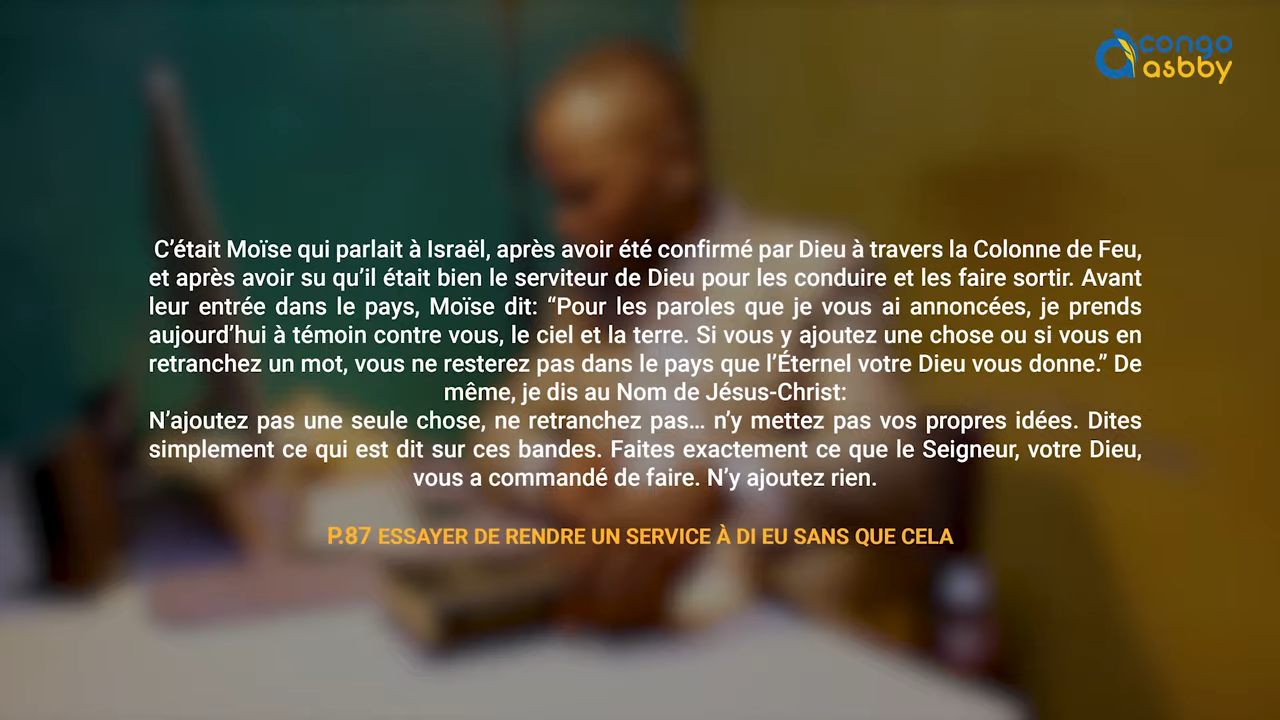 congo
asbby
C’était Moïse qui parlait à Israël, après avoir été confirmé par Dieu à travers la Colonne de Feu,
et après avoir su qu’il était bien le serviteur de Dieu pour les conduire et les faire sortir. Avant
leur entrée dans le pays, Moïse dit: “Pour les paroles que je vous ai annoncées, je prends
aujourd’hui à témoin contre vous, le ciel et la terre. Si vous y ajoutez une chose ou si vous en
retranchez un mot, vous ne resterez pas dans le pays que l’Éternel votre Dieu vous donne.” De
même, je dis au Nom de Jésus-Christ:
N’ajoutez pas une seule chose, ne retranchez pas… n’y mettez pas vos propres idées. Dites
simplement ce qui est dit sur ces bandes. Faites exactement ce que le Seigneur, votre Dieu,
vous a commandé de faire. N’y ajoutez rien.
P.87 ESSAYER DE RENDRE UN SERVICE À DI EU SANS QUE CELA